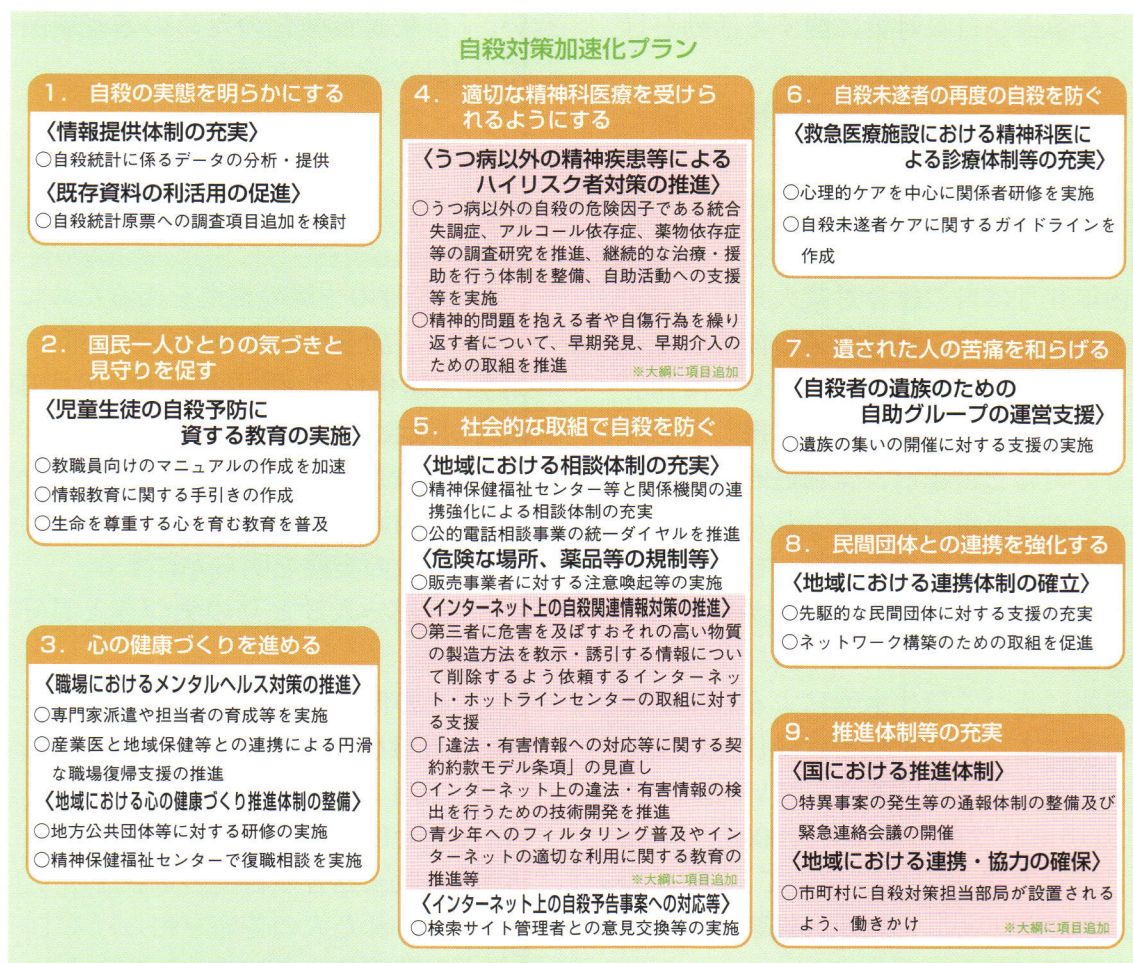 自殺対策加速化プラン
1. 自殺の実態を明らかにする
〈情報提供体制の充実〉
○自殺統計に係るデータの分析・提供
〈既存資料の利活用の促進〉
○自殺統計原票への調査項目追加を検討
2. 国民一人ひとりの気づきと
見守りを促す
〈児童生徒の自殺予防に
資する教育の実施〉
○教職員向けのマニュアルの作成を加速
○情報教育に関する手引きの作成
○生命を尊重する心を育む教育を普及
3. 心の健康づくりを進める
〈職場におけるメンタルヘルス対策の推進〉
○専門家派遣や担当者の育成等を実施
○産業医と地域保健等との連携による円滑
な職場復帰支援の推進
〈地域における心の健康づくり推進体制の整備〉
○地方公共団体等に対する研修の実施
○精神保健福祉センターで復職相談を実施
4. 適切な精神科医療を受けら
れるようにする
〈うつ病以外の精神疾患等による
ハイリスク者対策の推進〉
○うつ病以外の自殺の危険因子である統合
失調症、アルコール依存症、薬物依存症
等の調査研究を推進、継続的な治療・援
助を行う体制を整備、自助活動への支援
等を実施
○精神的問題を抱える者や自傷行為を繰り
返す者について、早期発見、早期介入の
ための取組を推進
※大綱に項目追加
5. 社会的な取組で自殺を防ぐ
〈地域における相談体制の充実〉
○精神保健福祉センター等と関係機関の連
携強化による相談体制の充実
○公的電話相談事業の統一ダイヤルを推進
〈危険な場所、薬品等の規制等〉
○販売事業者に対する注意喚起等の実施
〈インターネット上の自殺関連情報対策の推進〉
○第三者に危害を及ぼすおそれの高い物質
の製造方法を教示・誘引する情報につい
て削除するよう依頼するインターネッ
ト・ホットラインセンターの取組に対す
る支援
○「違法・有害情報への対応等に関する契
約約款モデル条項」の見直し
○インターネット上の違法・有害情報の検
出を行うための技術開発を推進
○青少年へのフィルタリング普及やイン
ターネットの適切な利用に関する教育の
推進等
※大綱に項目追加
〈インターネット上の自殺予告事案への対応等〉
○検索サイト管理者との意見交換等の実施
6. 自殺未遂者の再度の自殺を防ぐ
〈救急医療施設における精神科医に
よる診療体制等の充実〉
○心理的ケアを中心に関係者研修を実施
○自殺未遂者ケアに関するガイドラインを
作成
7. 遺された人の苦痛を和らげる
〈自殺者の遺族のための
自助グループの運営支援〉
○遺族の集いの開催に対する支援の実施
8. 民間団体との連携を強化する
〈地域における連携体制の確立〉
○先駆的な民間団体に対する支援の充実
○ネットワーク構築のための取組を促進
9. 推進体制等の充実
〈国における推進体制〉
○特異事案の発生等の通報体制の整備及び
緊急連絡会議の開催
〈地域における連携・協力の確保〉
○市町村に自殺対策担当部局が設置される
よう、働きかけ
※大綱に項目追加